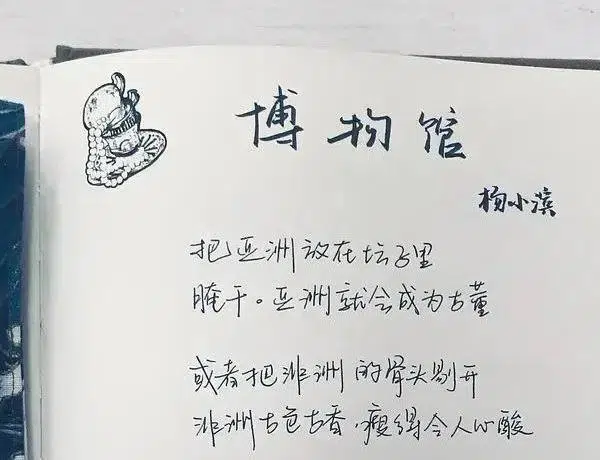 博物馆
杨小滨
把亚洲放在坛子里
腌干。亚洲就会成为古董
或者把非洲的骨头剔开
非洲古色古香,瘦得令人心酸